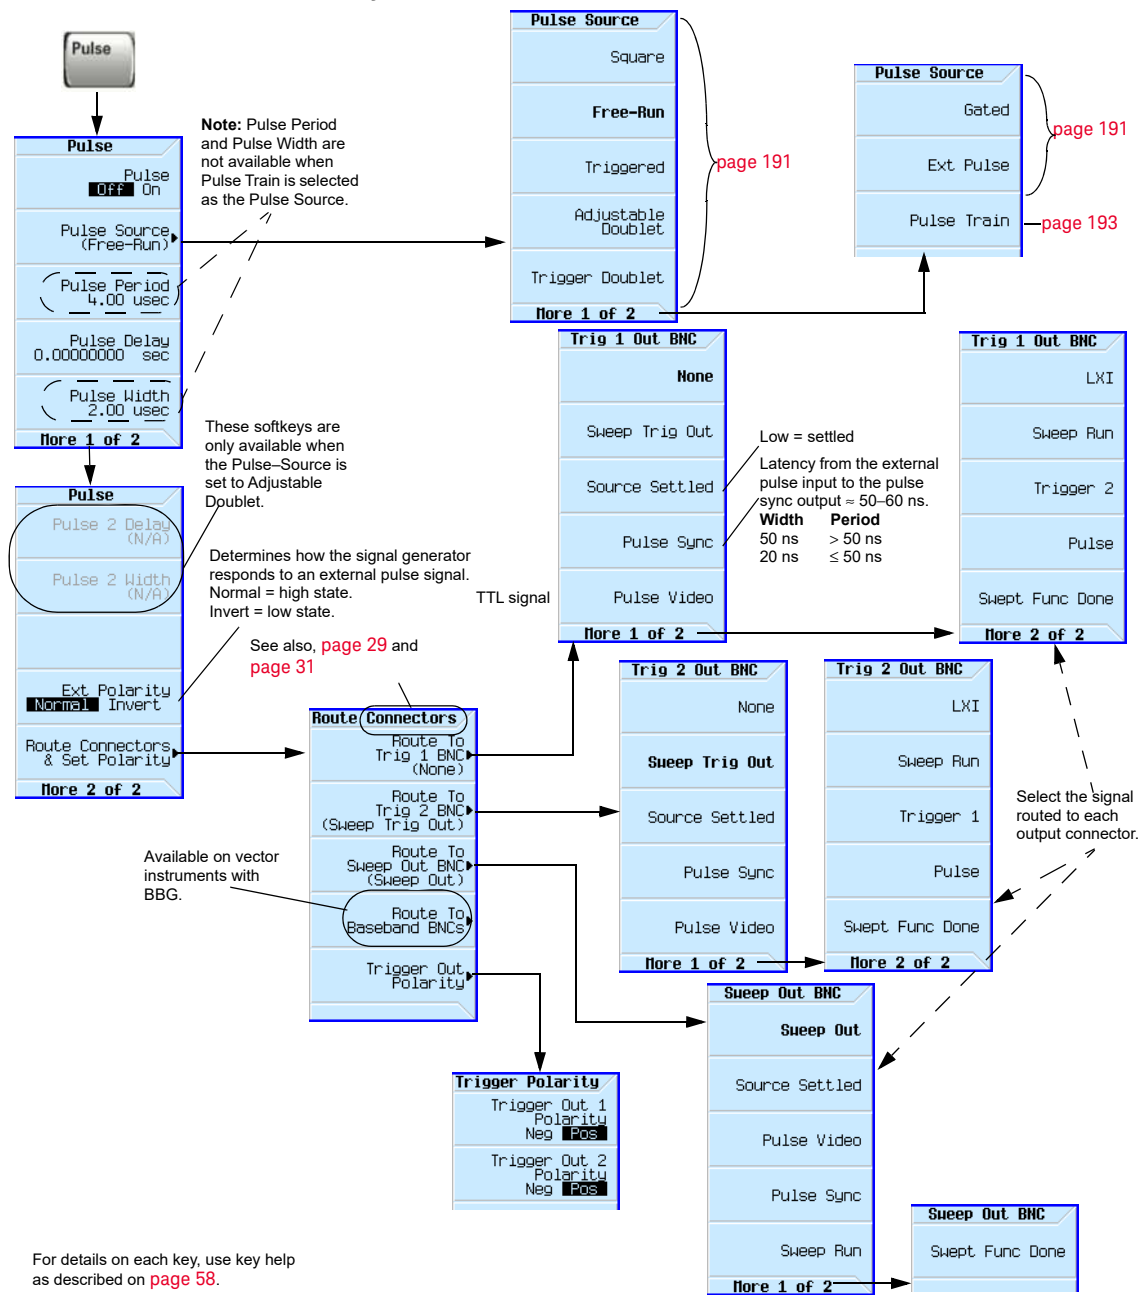 Pulse
Pulse
Pulse
Off On
Pulse Source
(Free-Run)
Pulse Period
4.00 usec
Pulse Delay
0.00000000 sec
Pulse Width
2.00 usec
More 1 of 2
Note: Pulse Period
and Pulse Width are
not available when
Pulse Train is selected
as the Pulse Source.
Pulse Source
Square
Free-Run
Triggered
Adjustable
Doublet
Trigger Doublet
More 1 of 2
page 191
Pulse Source
Gated
Ext Pulse
Pulse Train
page 191
page 193
These softkeys are
only available when
the Pulse–Source is
set to Adjustable
Doublet.
Pulse
Pulse 2 Delay
(N/A)
Pulse 2 Width
(N/A)
Ext Polarity
Normal Invert
Route Connectors
& Set Polarity
More 2 of 2
Determines how the signal generator
responds to an external pulse signal.
Normal = high state.
Invert = low state.
See also, page 29 and
page 31
TTL signal
Trig 1 Out BNC
None
Sweep Trig Out
Source Settled
Pulse Sync
Pulse Video
More 1 of 2
Low = settled
Latency from the external
pulse input to the pulse
sync output ≈ 50–60 ns.
Width Period
50 ns > 50 ns
20 ns ≤ 50 ns
Trig 1 Out BNC
LXI
Sweep Run
Trigger 2
Pulse
Swept Func Done
More 2 of 2
Route Connectors
Route To
Trig 1 BNC
(None)
Route To
Trig 2 BNC
(Sweep Trig Out)
Route To
Sweep Out BNC
(Sweep Out)
Route To
Baseband BNCs
Trigger Out
Polarity
Available on vector
instruments with
BBG.
Trig 2 Out BNC
None
Sweep Trig Out
Source Settled
Pulse Sync
Pulse Video
More 1 of 2
Trig 2 Out BNC
LXI
Sweep Run
Trigger 1
Pulse
Swept Func Done
More 2 of 2
Select the signal
routed to each
output connector.
Trigger Polarity
Trigger Out 1
Polarity
Neg Pos
Trigger Out 2
Polarity
Neg Pos
Sweep Out BNC
Sweep Out
Source Settled
Pulse Video
Pulse Sync
Sweep Run
More 1 of 2
Sweep Out BNC
Swept Func Done
For details on each key, use key help
as described on page 58.